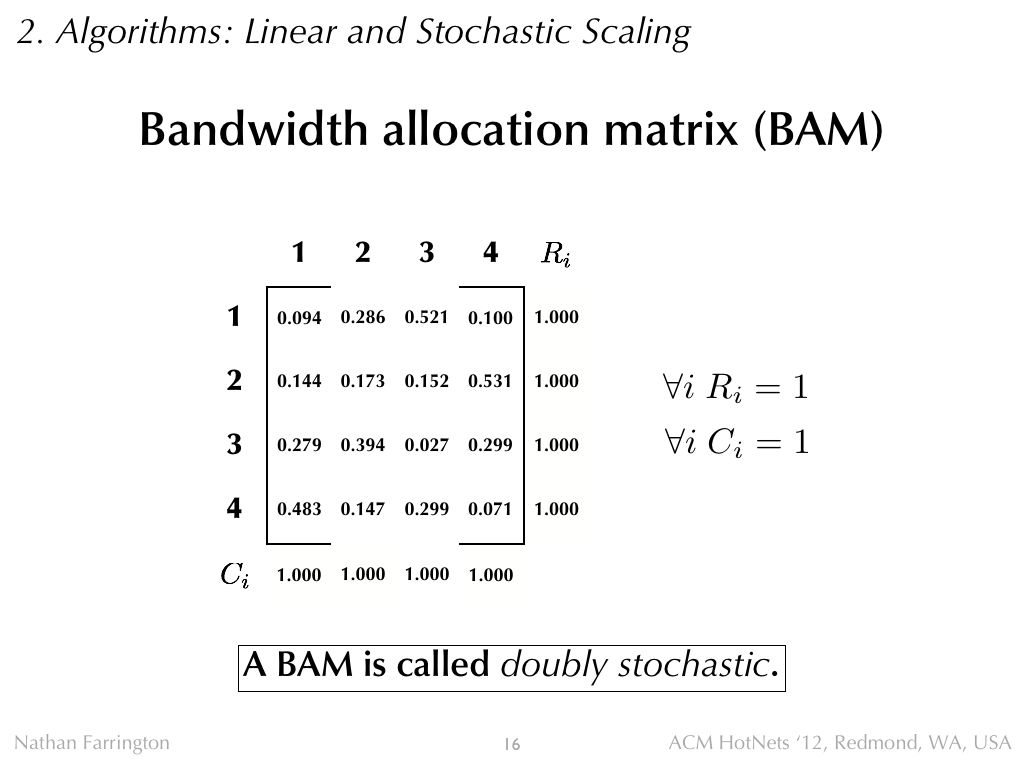 2. Algorithms: Linear and Stochastic Scaling
Bandwidth allocation matrix (BAM)
1 2 3 4 R_i
1 0.094 0.286 0.521 0.100 1.000
2 0.144 0.173 0.152 0.531 1.000
∀i R_i = 1
3 0.279 0.394 0.027 0.299 1.000
∀i C_i = 1
4 0.483 0.147 0.299 0.071 1.000
C_i 1.000 1.000 1.000 1.000
A BAM is called doubly stochastic.
Nathan Farrington 16 ACM HotNets ‘12, Redmond, WA, USA